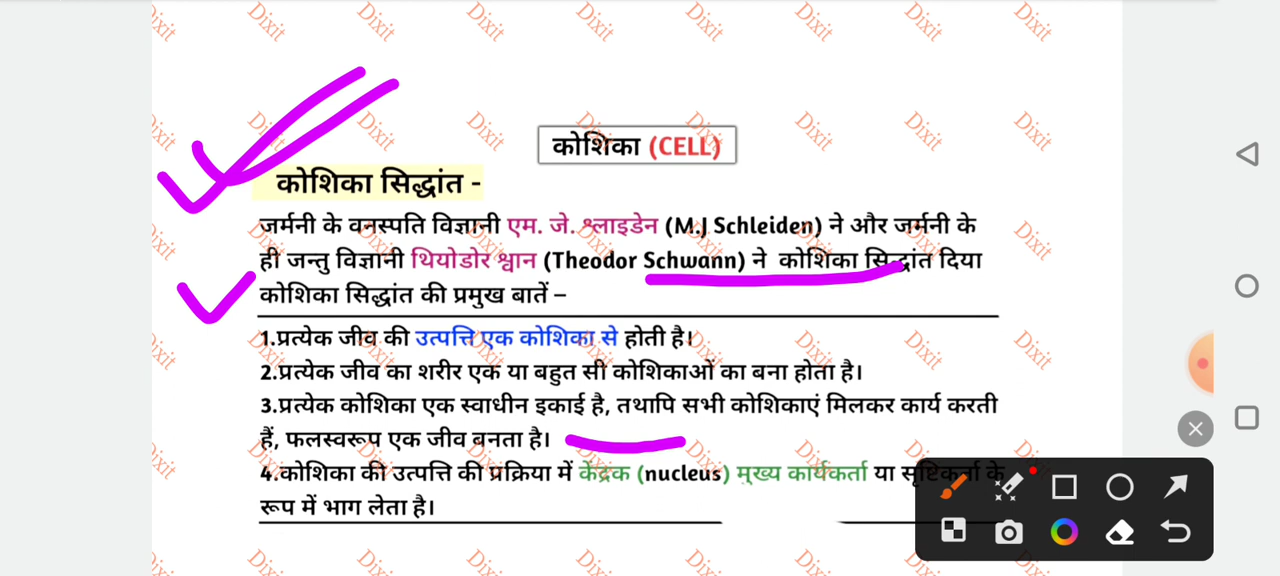 कोशिका (CELL)
कोशिका सिद्धांत -
जर्मनी के वनस्पति विज्ञानी एम. जे. श्लाइडेन (M.J Schleiden) ने और जर्मनी के
ही जन्तु विज्ञानी थियोडोर श्वान (Theodor Schwann) ने कोशिका सिद्धांत दिया
कोशिका सिद्धांत की प्रमुख बातें –
1.प्रत्येक जीव की उत्पत्ति एक कोशिका से होती है।
2.प्रत्येक जीव का शरीर एक या बहुत सी कोशिकाओं का बना होता है।
3.प्रत्येक कोशिका एक स्वाधीन इकाई है, तथापि सभी कोशिकाएं मिलकर कार्य करती
हैं, फलस्वरूप एक जीव बनता है।
4.कोशिका की उत्पत्ति की प्रक्रिया में केंद्रक (nucleus) मुख्य कार्यकर्ता या सृष्टिकर्ता के
रूप में भाग लेता है।
Dixit